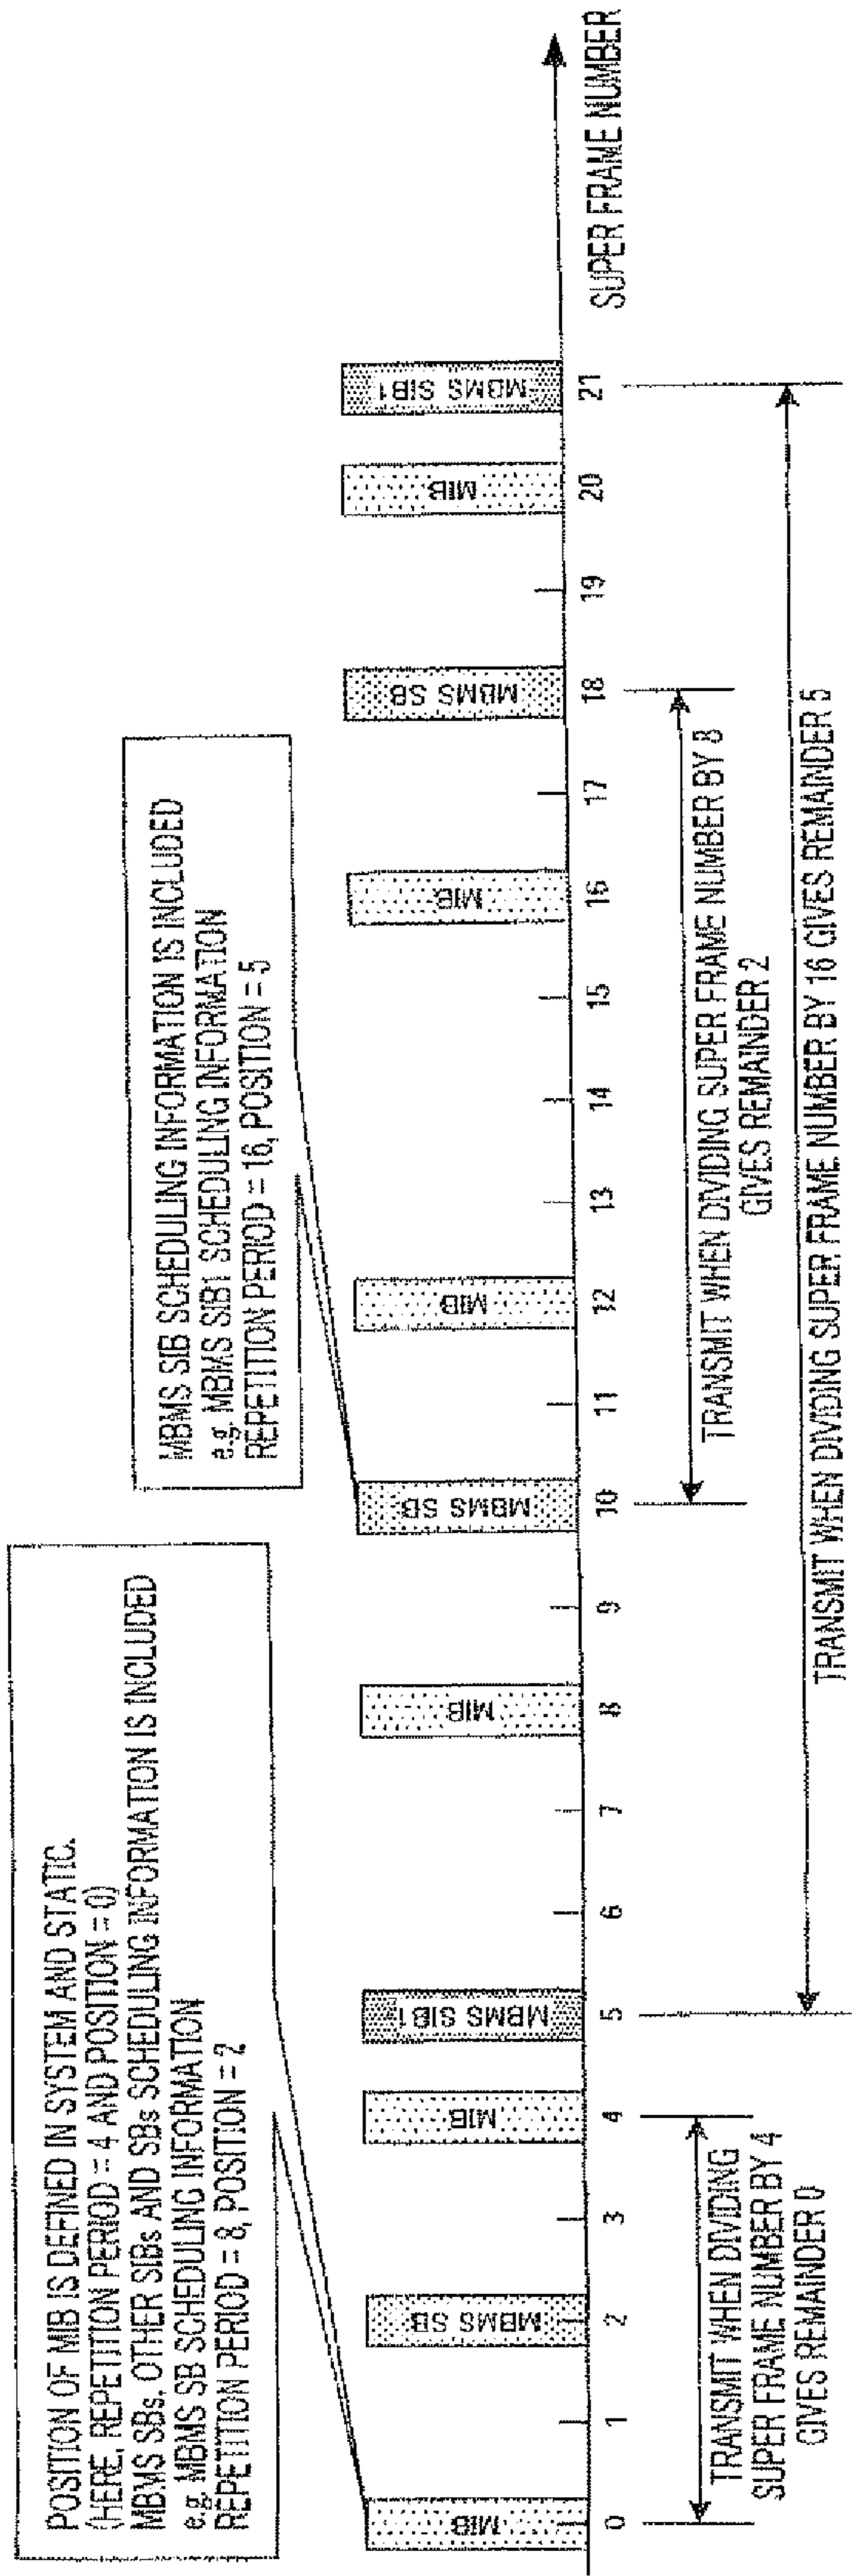 POSITION OF MIB IS DEFINED IN SYSTEM AND STATIC.
(HERE, REPETITION PERIOD = 4 AND POSITION = 0)
MBMS SBs, OTHER SIBs AND SBs SCHEDULING INFORMATION IS INCLUDED
e.g. MBMS SB SCHEDULING INFORMATION
REPETITION PERIOD = 8, POSITION = 2
MBMS SIB SCHEDULING INFORMATION IS INCLUDED
e.g. MBMS SIB1 SCHEDULING INFORMATION
REPETITION PERIOD = 16, POSITION = 5
MIB
MBMS SB
MIB
MBMS SIB1
MIB
MBMS SB
MIB
MIB
MBMS SB
MIB
MBMS SIB1
0 1 2 3 4 5 6 7 8 9 10 11 12 13 14 15 16 17 18 19 20 21
SUPER FRAME NUMBER
TRANSMIT WHEN DIVIDING
SUPER FRAME NUMBER BY 4
GIVES REMAINDER 0
TRANSMIT WHEN DIVIDING SUPER FRAME NUMBER BY 8
GIVES REMAINDER 2
TRANSMIT WHEN DIVIDING SUPER FRAME NUMBER BY 16 GIVES REMAINDER 5